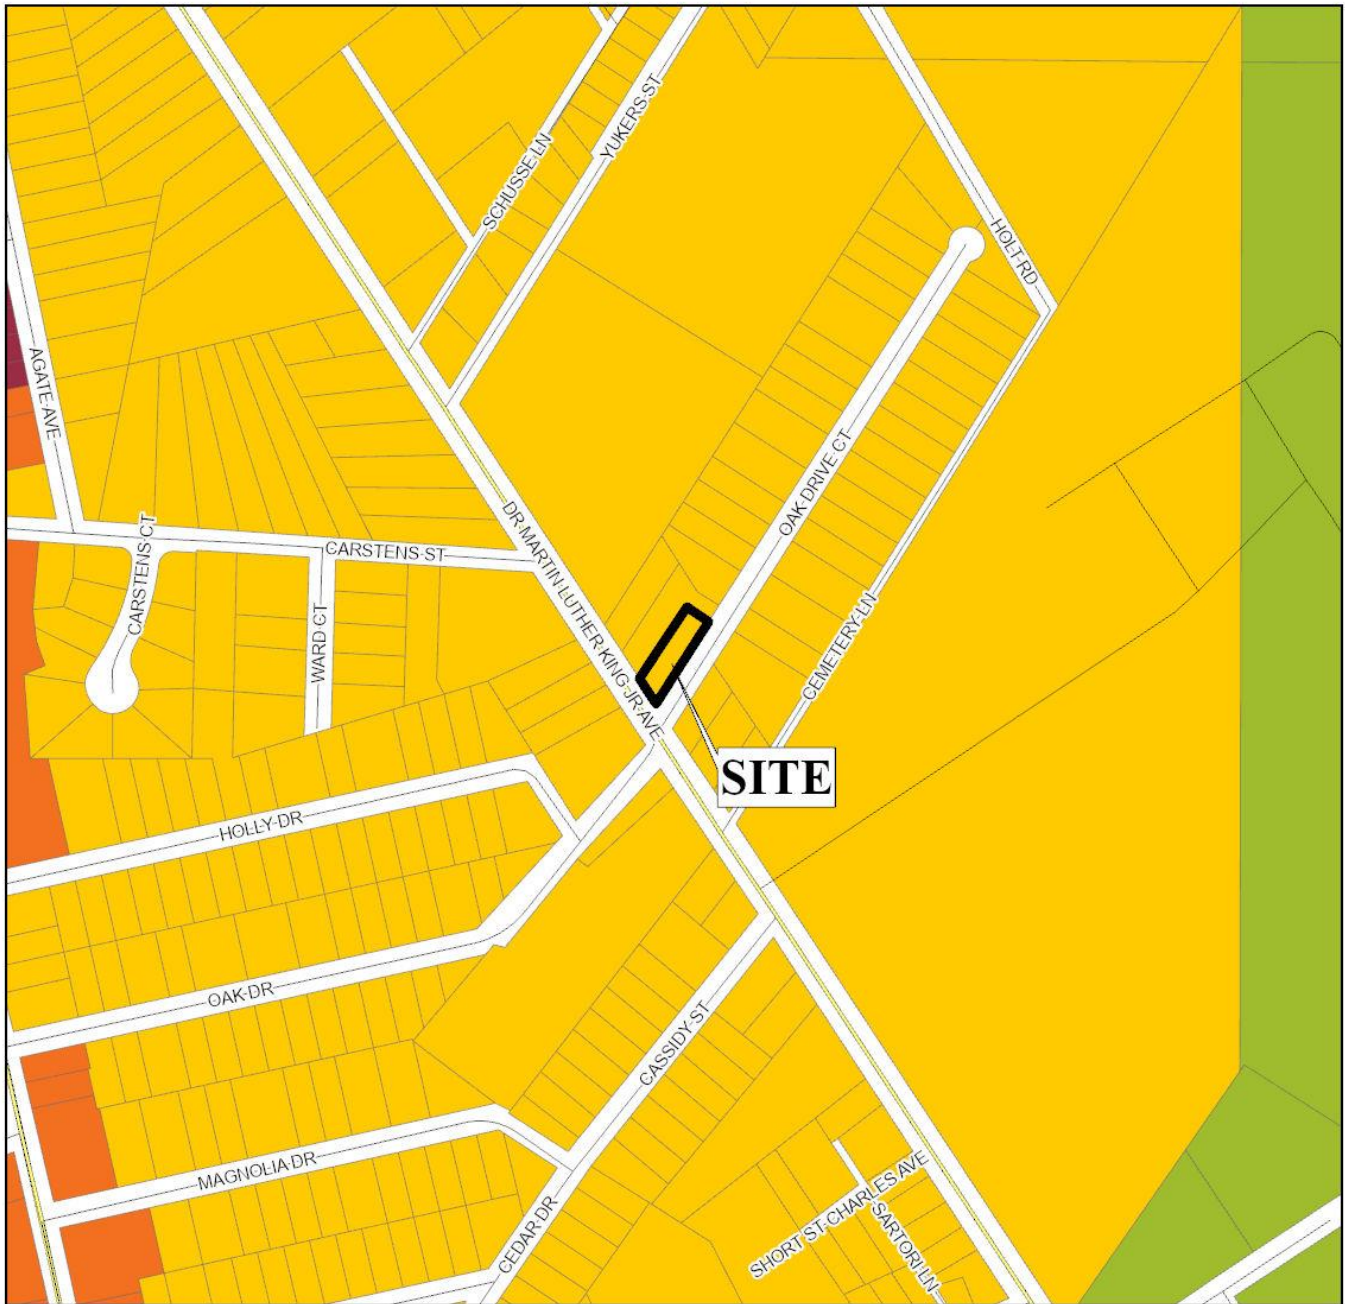 YUKERS ST
SCHUSSE LN
HOLT RD
AGATE AVE
OAK DRIVE CT
DR MARTIN LUTHER KING JR AVE
CARSTENS CT
CARSTENS ST
WARD CT
CEMETERY LN
SITE
HOLLY DR
OAK DR
CASSIDY ST
MAGNOLIA DR
CEDAR DR
SHORT ST CHARLES AVE
SARTORI LN